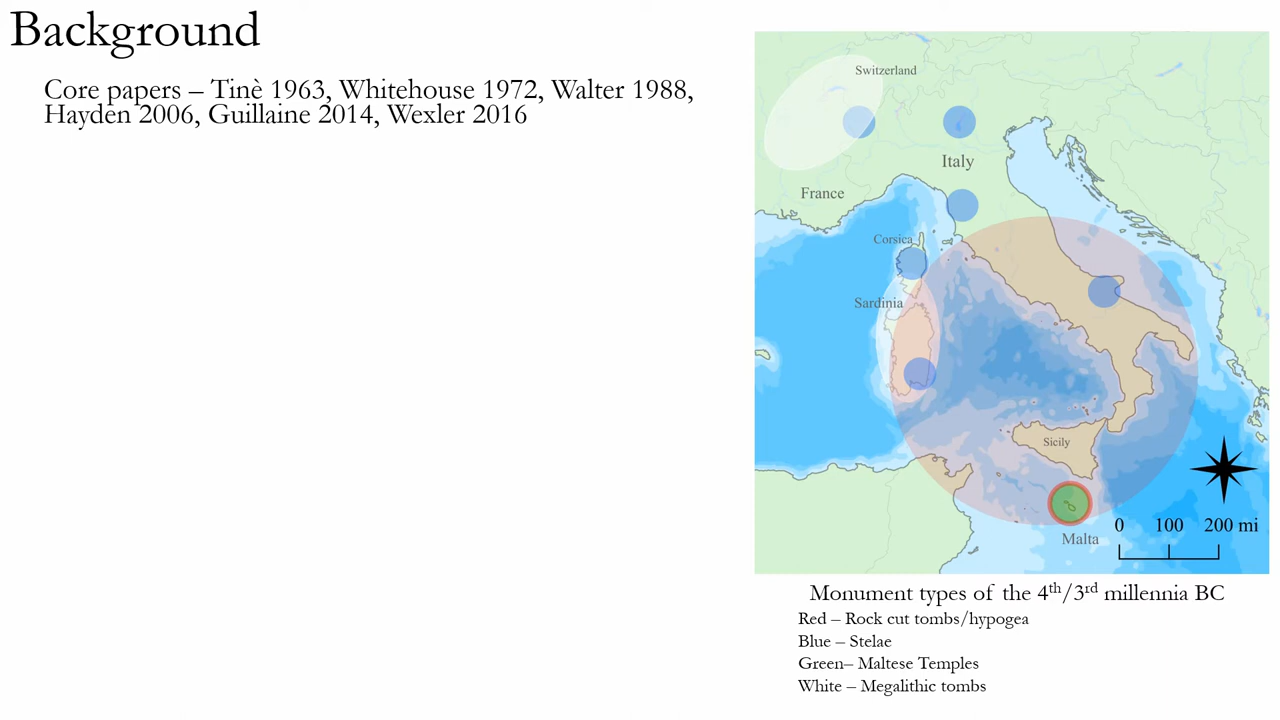 Background
Core papers – Tinè 1963, Whitehouse 1972, Walter 1988,
Hayden 2006, Guillaine 2014, Wexler 2016
Switzerland
Italy
France
Corsica
Sardinia
Sicily
Malta
0 100 200 mi
Monument types of the 4th/3rd millennia BC
Red – Rock cut tombs/hypogea
Blue – Stelae
Green– Maltese Temples
White – Megalithic tombs